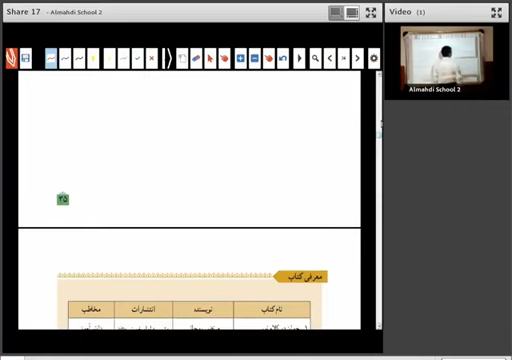 Share 17 - Almahdi School 2
Video (1)
Almahdi School 2
۳۵
معرفی کتاب
نام کتاب نویسنده انتشارات مخاطب